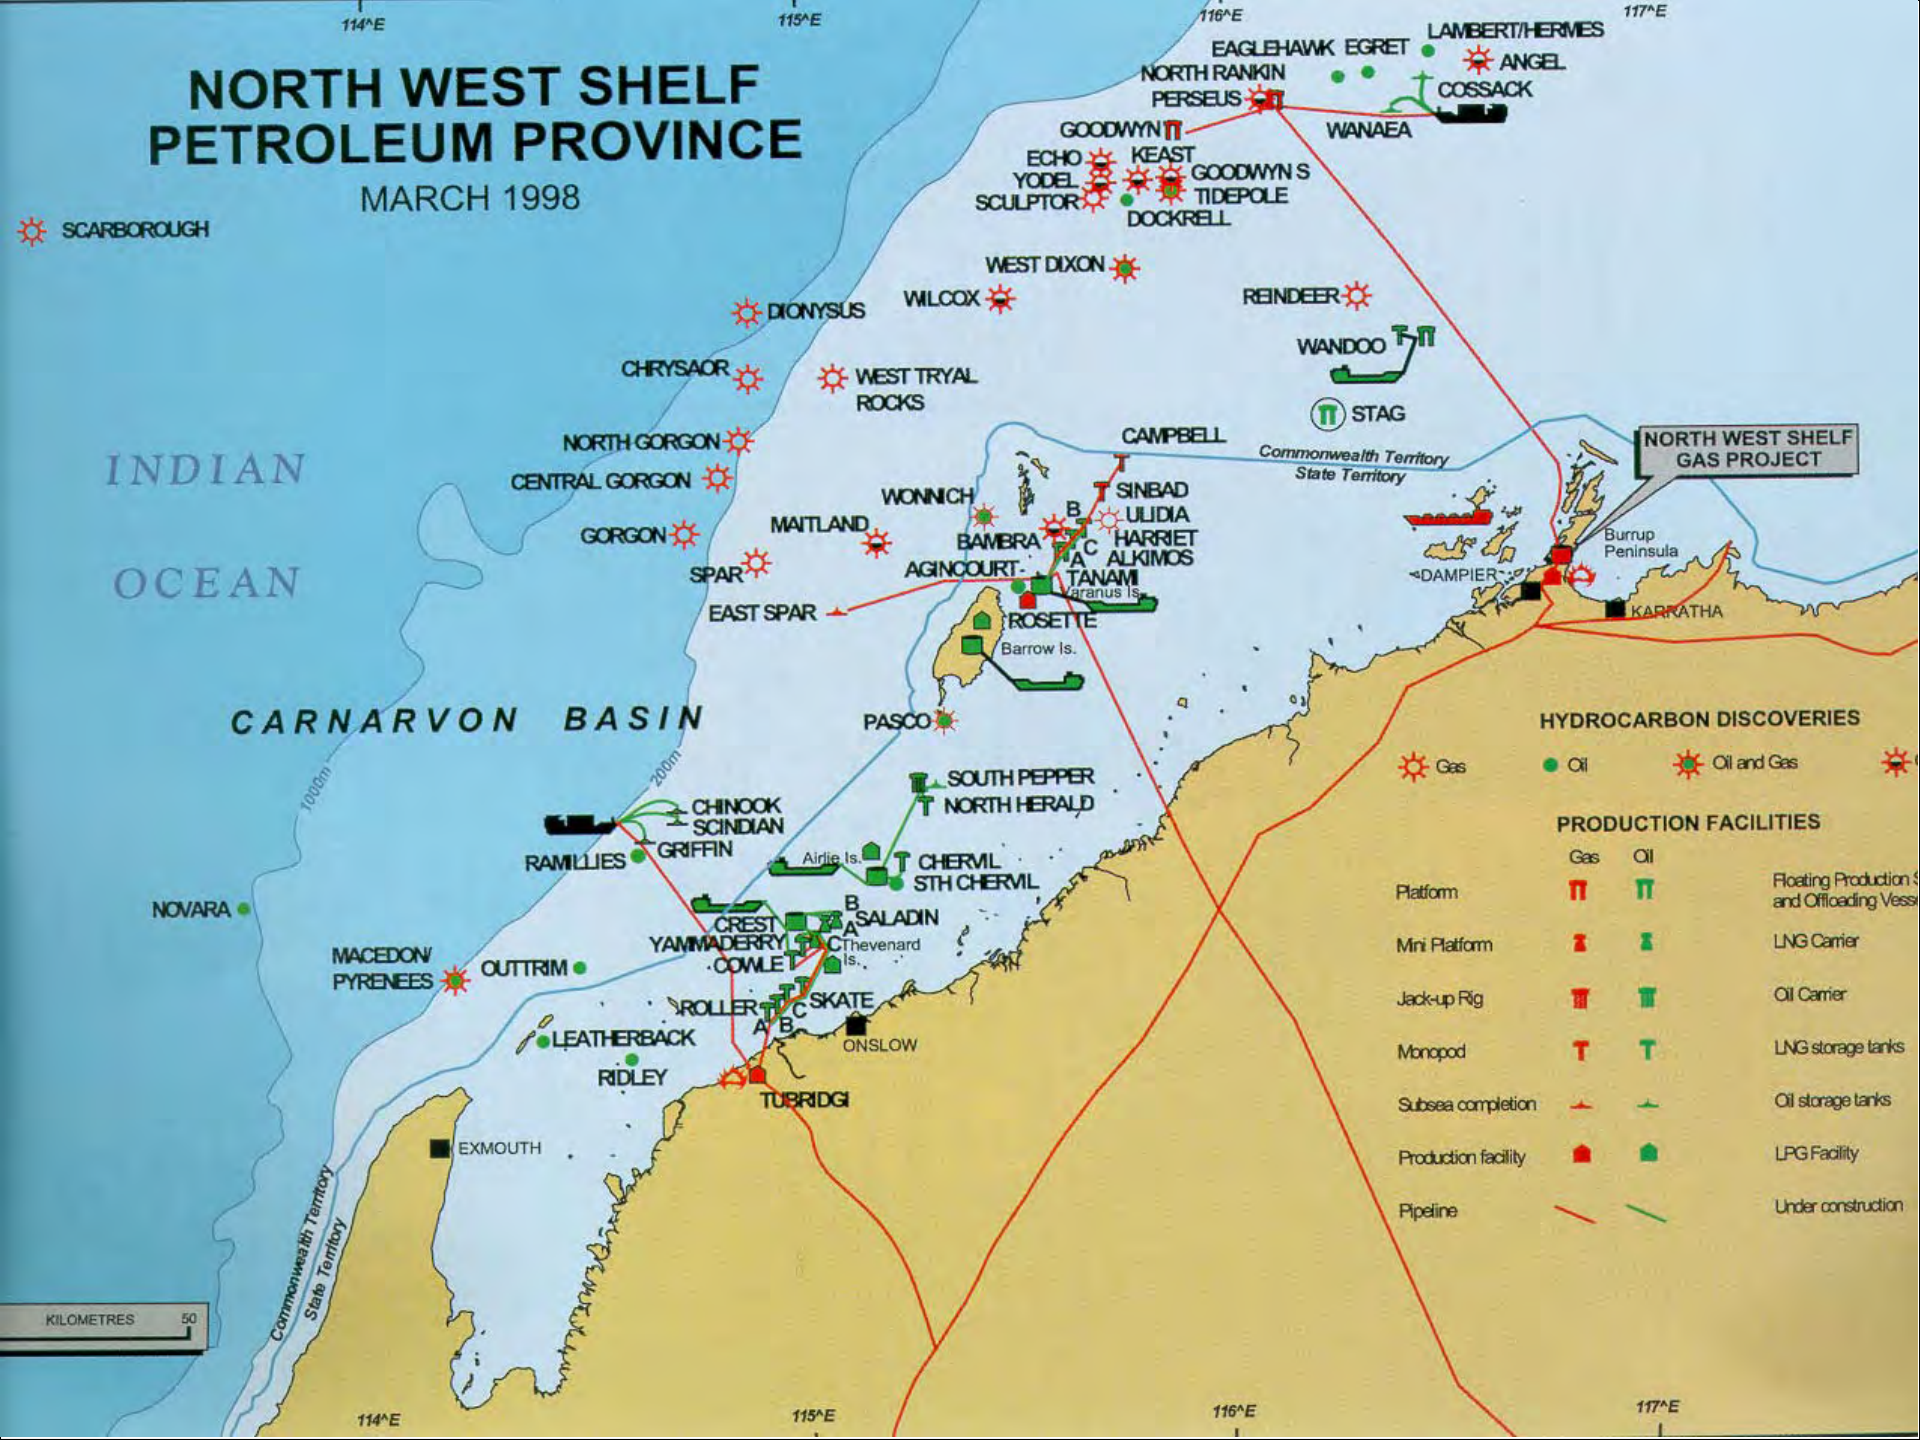 114^E
115^E
116^E
117^E
NORTH WEST SHELF
PETROLEUM PROVINCE
MARCH 1998
LAMBERT/HERMES
EAGLEHAWK EGRET
ANGEL
NORTH RANKIN
COSSACK
PERSEUS
WANAEA
GOODWYN
ECHO
KEAST
YODEL
GOODWYN S
SCULPTOR
TIDEPOLE
DOCKRELL
SCARBOROUGH
WEST DIXON
WILCOX
REINDEER
DIONYSUS
WANDOO
CHRYSAOR
WEST TRYAL
ROCKS
STAG
NORTH GORGON
CAMPBELL
Commonwealth Territory
State Territory
NORTH WEST SHELF
GAS PROJECT
INDIAN
OCEAN
CENTRAL GORGON
WONNICH
SINBAD
B
ULIDIA
MAITLAND
GORGON
BAMBRA
HARRIET
C
A
ALKIMOS
Burrup
Peninsula
SPAR
AGINCOURT
TANAMI
Varanus Is.
DAMPIER
EAST SPAR
ROSETTE
KARRATHA
Barrow Is.
CARNARVON BASIN
PASCO
HYDROCARBON DISCOVERIES
Gas
Oil
Oil and Gas
1000m
200m
SOUTH PEPPER
NORTH HERALD
CHINOOK
SCINDIAN
GRIFFIN
RAMILLIES
Airlie Is.
CHERVIL
STH CHERVIL
PRODUCTION FACILITIES
Gas
Oil
Platform
Floating Production S
and Offloading Vess
NOVARA
B
CREST
SALADIN
A
YAMMADERRY
C
Thevenard
Is.
COWLE
Mini Platform
LNG Carrier
MACEDON/
PYRENEES
OUTTRIM
ROLLER
SKATE
C
A
B
Jack-up Rig
Oil Carrier
LEATHERBACK
ONSLOW
RIDLEY
TUBRIDGI
Monopod
LNG storage tanks
Subsea completion
Oil storage tanks
EXMOUTH
Production facility
LPG Facility
Pipeline
Under construction
Commonwealth Territory
State Territory
KILOMETRES
50
114^E
115^E
116^E
117^E